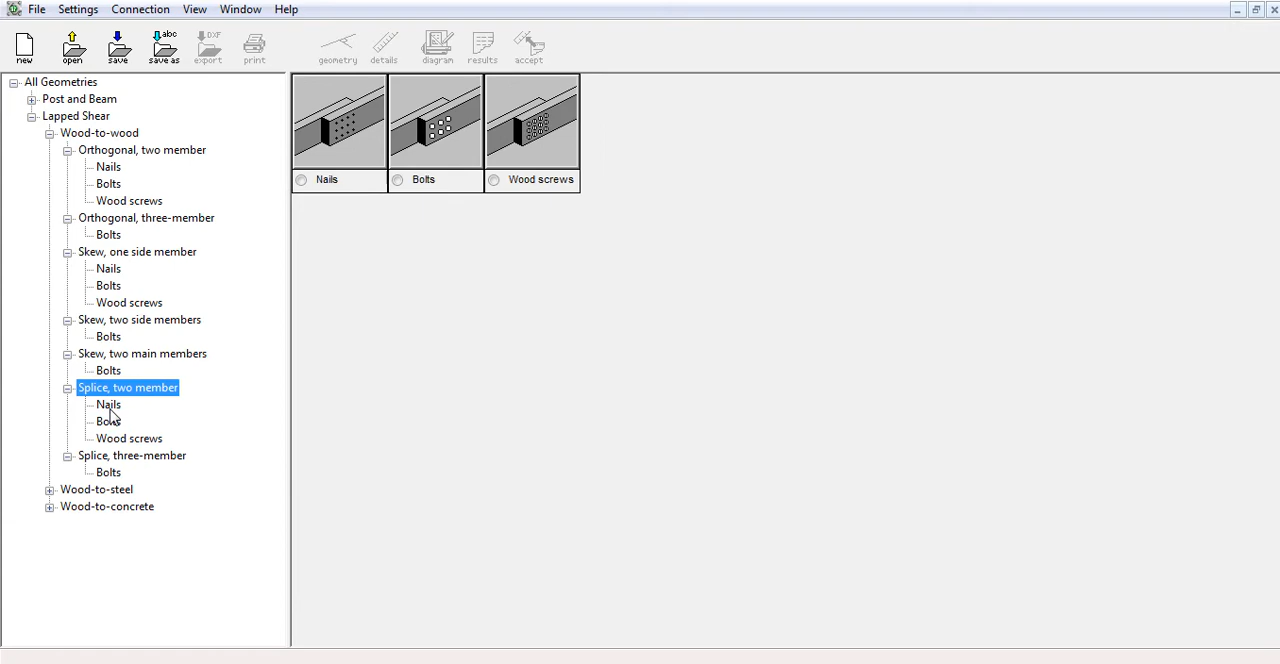 File Settings Connection View Window Help
new open save abc save as DXF export print geometry details diagram results accept
All Geometries
Post and Beam
Lapped Shear
Wood-to-wood
Orthogonal, two member
Nails
Bolts
Wood screws
Orthogonal, three-member
Bolts
Skew, one side member
Nails
Bolts
Wood screws
Skew, two side members
Bolts
Skew, two main members
Bolts
Splice, two member
Nails
Bolts
Wood screws
Splice, three-member
Bolts
Wood-to-steel
Wood-to-concrete
Nails Bolts Wood screws